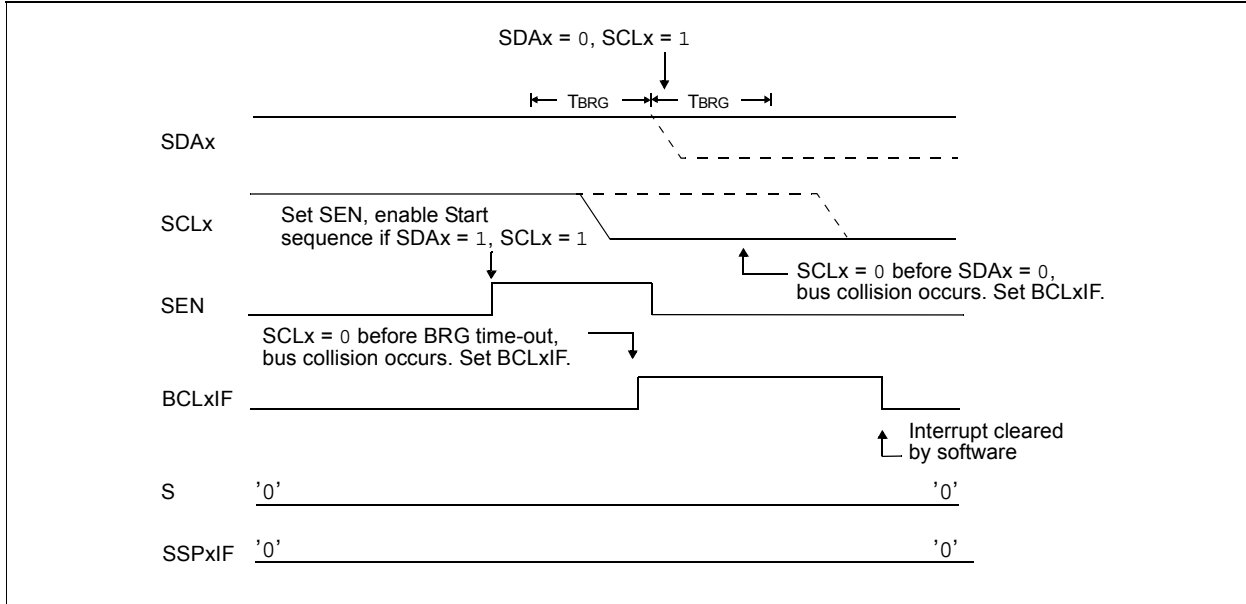 SDAx = 0, SCLx = 1
TBRG TBRG
SDAx
SCLx
Set SEN, enable Start
sequence if SDAx = 1, SCLx = 1
SCLx = 0 before SDAx = 0,
bus collision occurs. Set BCLxIF.
SEN
SCLx = 0 before BRG time-out,
bus collision occurs. Set BCLxIF.
BCLxIF
Interrupt cleared
by software
S '0' '0'
SSPxIF '0' '0'